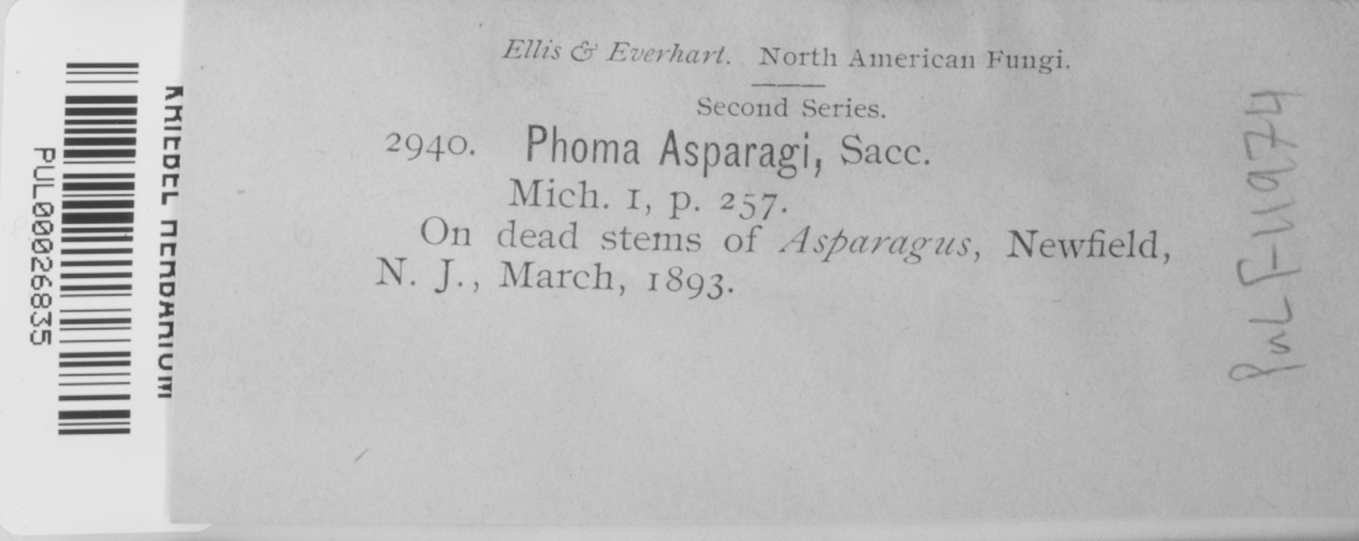 Ellis & Everhart. North American Fungi.
Second Series.
2940. Phoma Asparagi, Sacc.
Mich. 1, p. 257.
On dead stems of Asparagus, Newfield,
N. J., March, 1893.
KRIEBEL HERBARIUM
PUL00026835
PUL F-11974